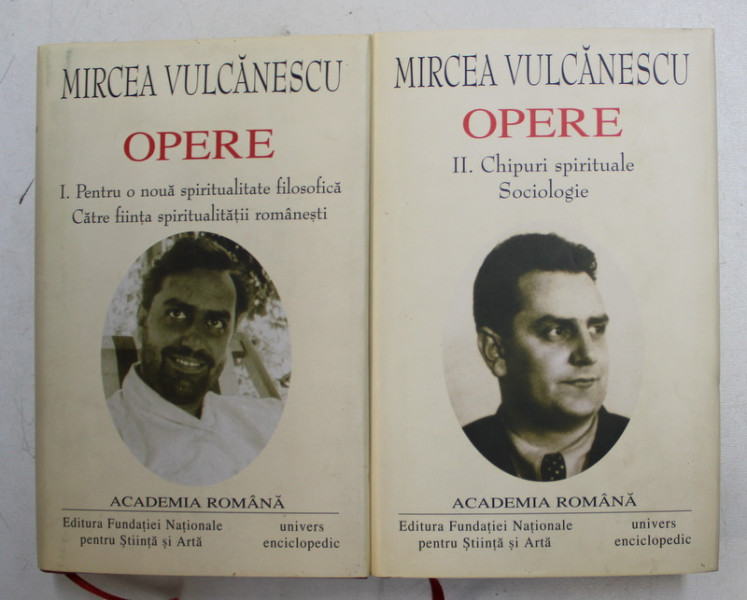 MIRCEA VULCĂNESCU
OPERE
I. Pentru o nouă spiritualitate filosofică
Către ființa spiritualității românești
ACADEMIA ROMÂNĂ
Editura Fundației Naționale
pentru Știință și Artă
univers
enciclopedic
MIRCEA VULCĂNESCU
OPERE
II. Chipuri spirituale
Sociologie
ACADEMIA ROMÂNĂ
Editura Fundației Naționale
pentru Știință și Artă
univers
enciclopedic